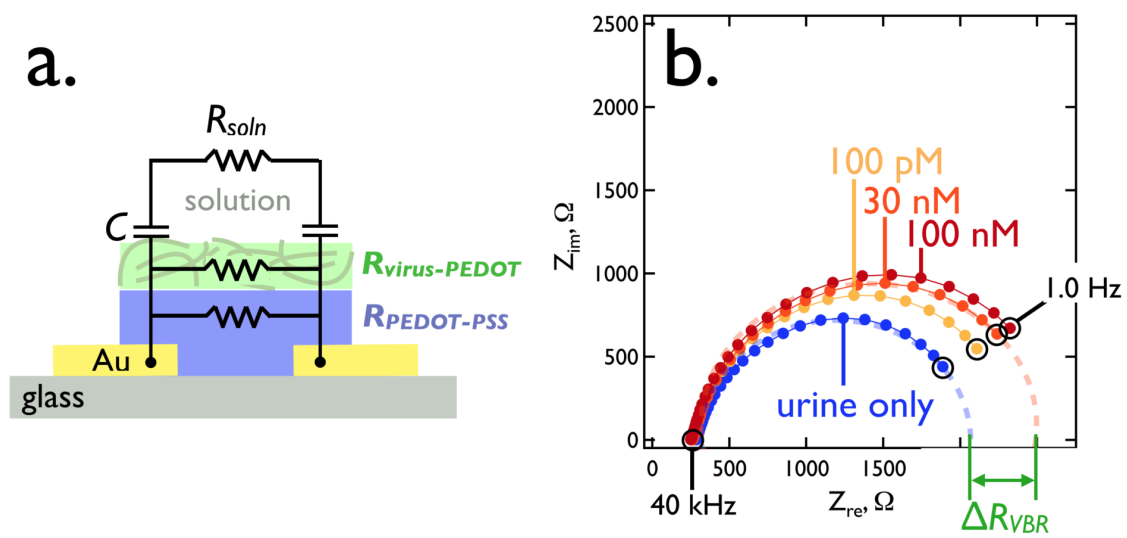 a.
R_soln
solution
C
R_virus-PEDOT
R_PEDOT-PSS
Au
glass
b.
2500
2000
1500
1000
500
0
Z_im, Ω
100 pM
30 nM
100 nM
1.0 Hz
urine only
0
500
1000
1500
40 kHz
Z_re, Ω
ΔR_VBR